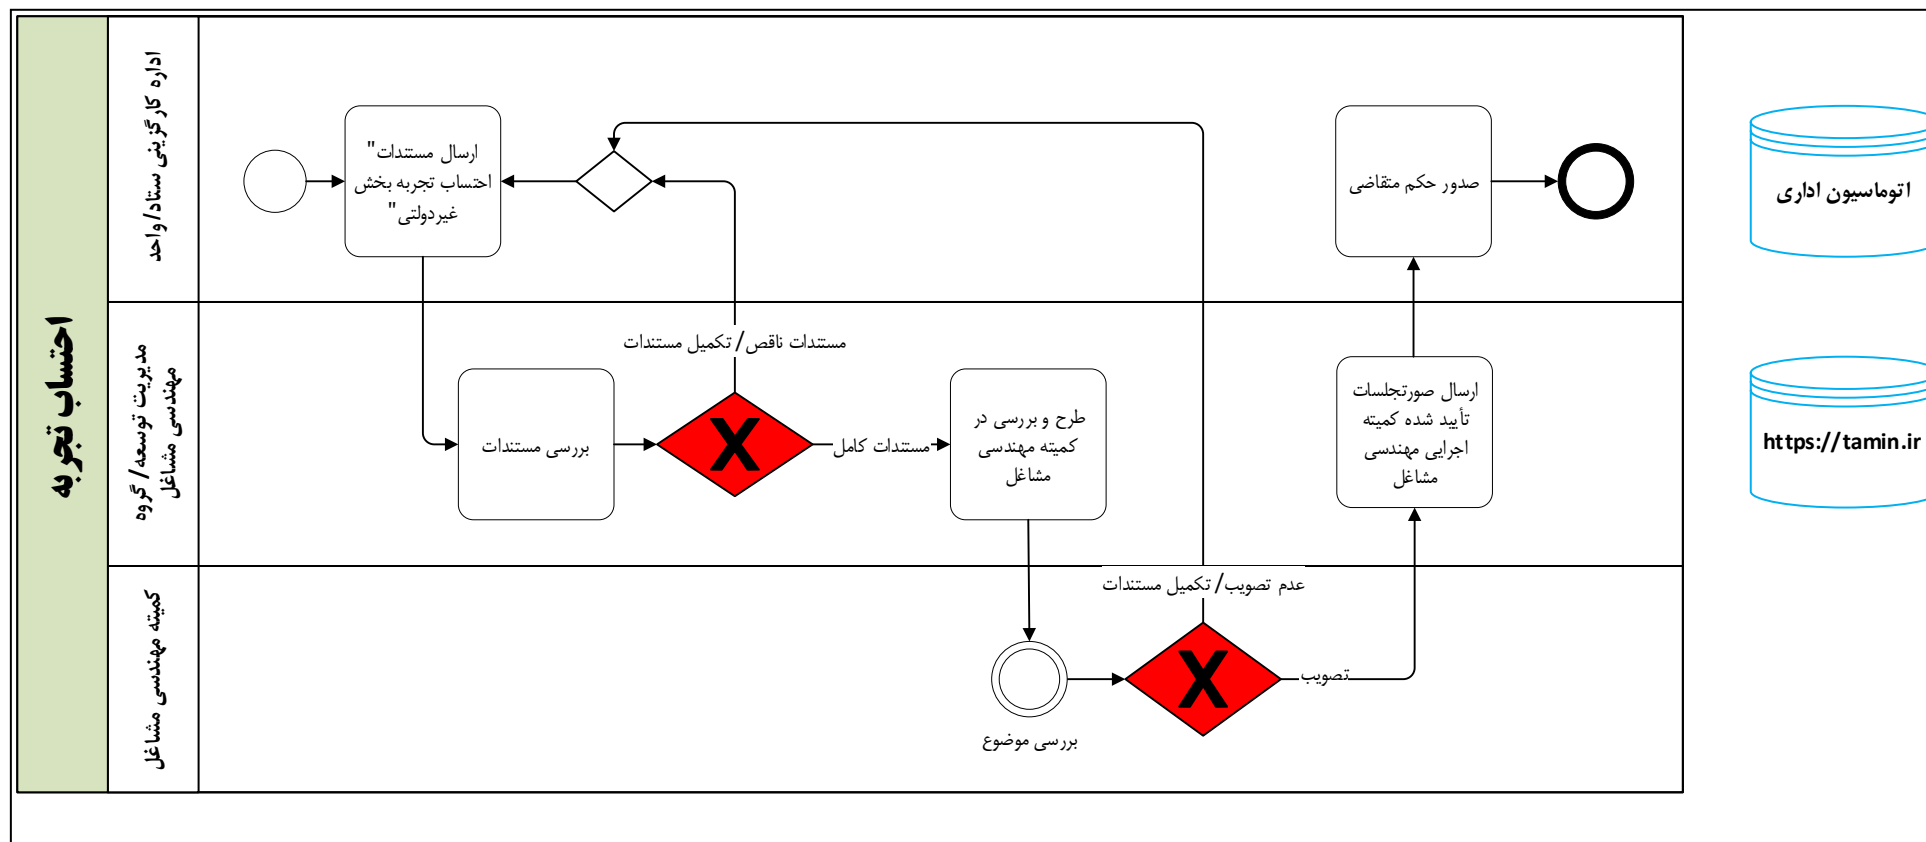 احتساب تجربه
اداره کارگزینی ستاد/واحد
ارسال مستندات"
احتساب تجربه بخش
غیردولتی"
صدور حکم متقاضی
اتوماسیون اداری
مدیریت توسعه/ گروه
مهندسی مشاغل
مستندات ناقص/ تکمیل مستندات
بررسی مستندات
X
مستندات کامل
طرح و بررسی در
کمیته مهندسی
مشاغل
ارسال صورتجلسات
تأیید شده کمیته
اجرایی مهندسی
مشاغل
https://tamin.ir
کمیته مهندسی مشاغل
عدم تصویب/ تکمیل مستندات
X
تصویب
بررسی موضوع